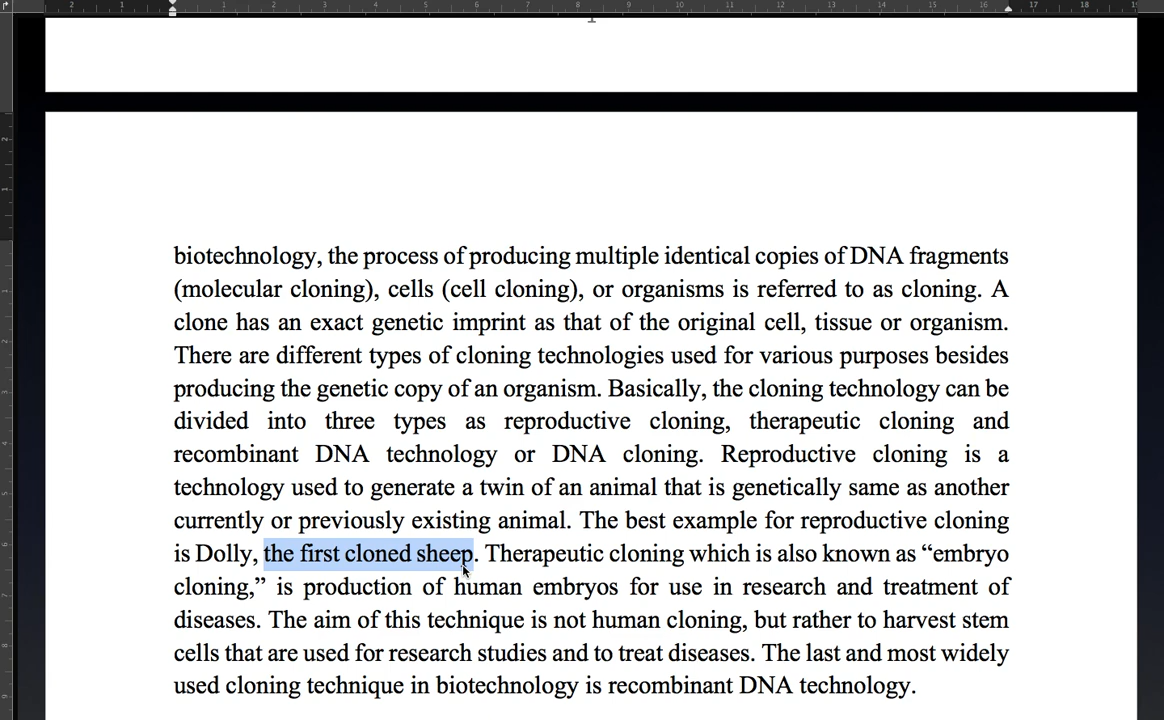 biotechnology, the process of producing multiple identical copies of DNA fragments
(molecular cloning), cells (cell cloning), or organisms is referred to as cloning. A
clone has an exact genetic imprint as that of the original cell, tissue or organism.
There are different types of cloning technologies used for various purposes besides
producing the genetic copy of an organism. Basically, the cloning technology can be
divided into three types as reproductive cloning, therapeutic cloning and
recombinant DNA technology or DNA cloning. Reproductive cloning is a
technology used to generate a twin of an animal that is genetically same as another
currently or previously existing animal. The best example for reproductive cloning
is Dolly, the first cloned sheep. Therapeutic cloning which is also known as “embryo
cloning,” is production of human embryos for use in research and treatment of
diseases. The aim of this technique is not human cloning, but rather to harvest stem
cells that are used for research studies and to treat diseases. The last and most widely
used cloning technique in biotechnology is recombinant DNA technology.